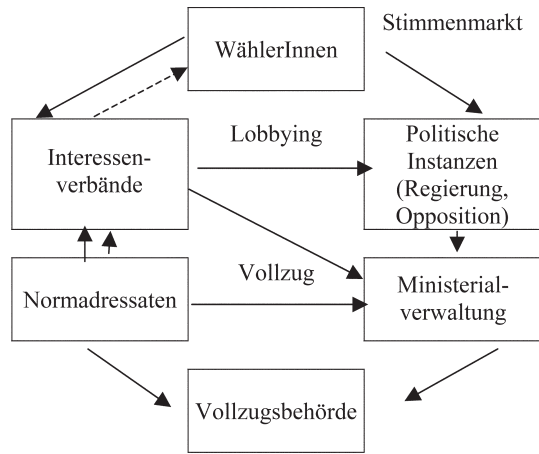 Stimmenmarkt
WählerInnen
Lobbying
Interessen-
verbände
Politische
Instanzen
(Regierung,
Opposition)
Vollzug
Normadressaten
Ministerial-
verwaltung
Vollzugsbehörde